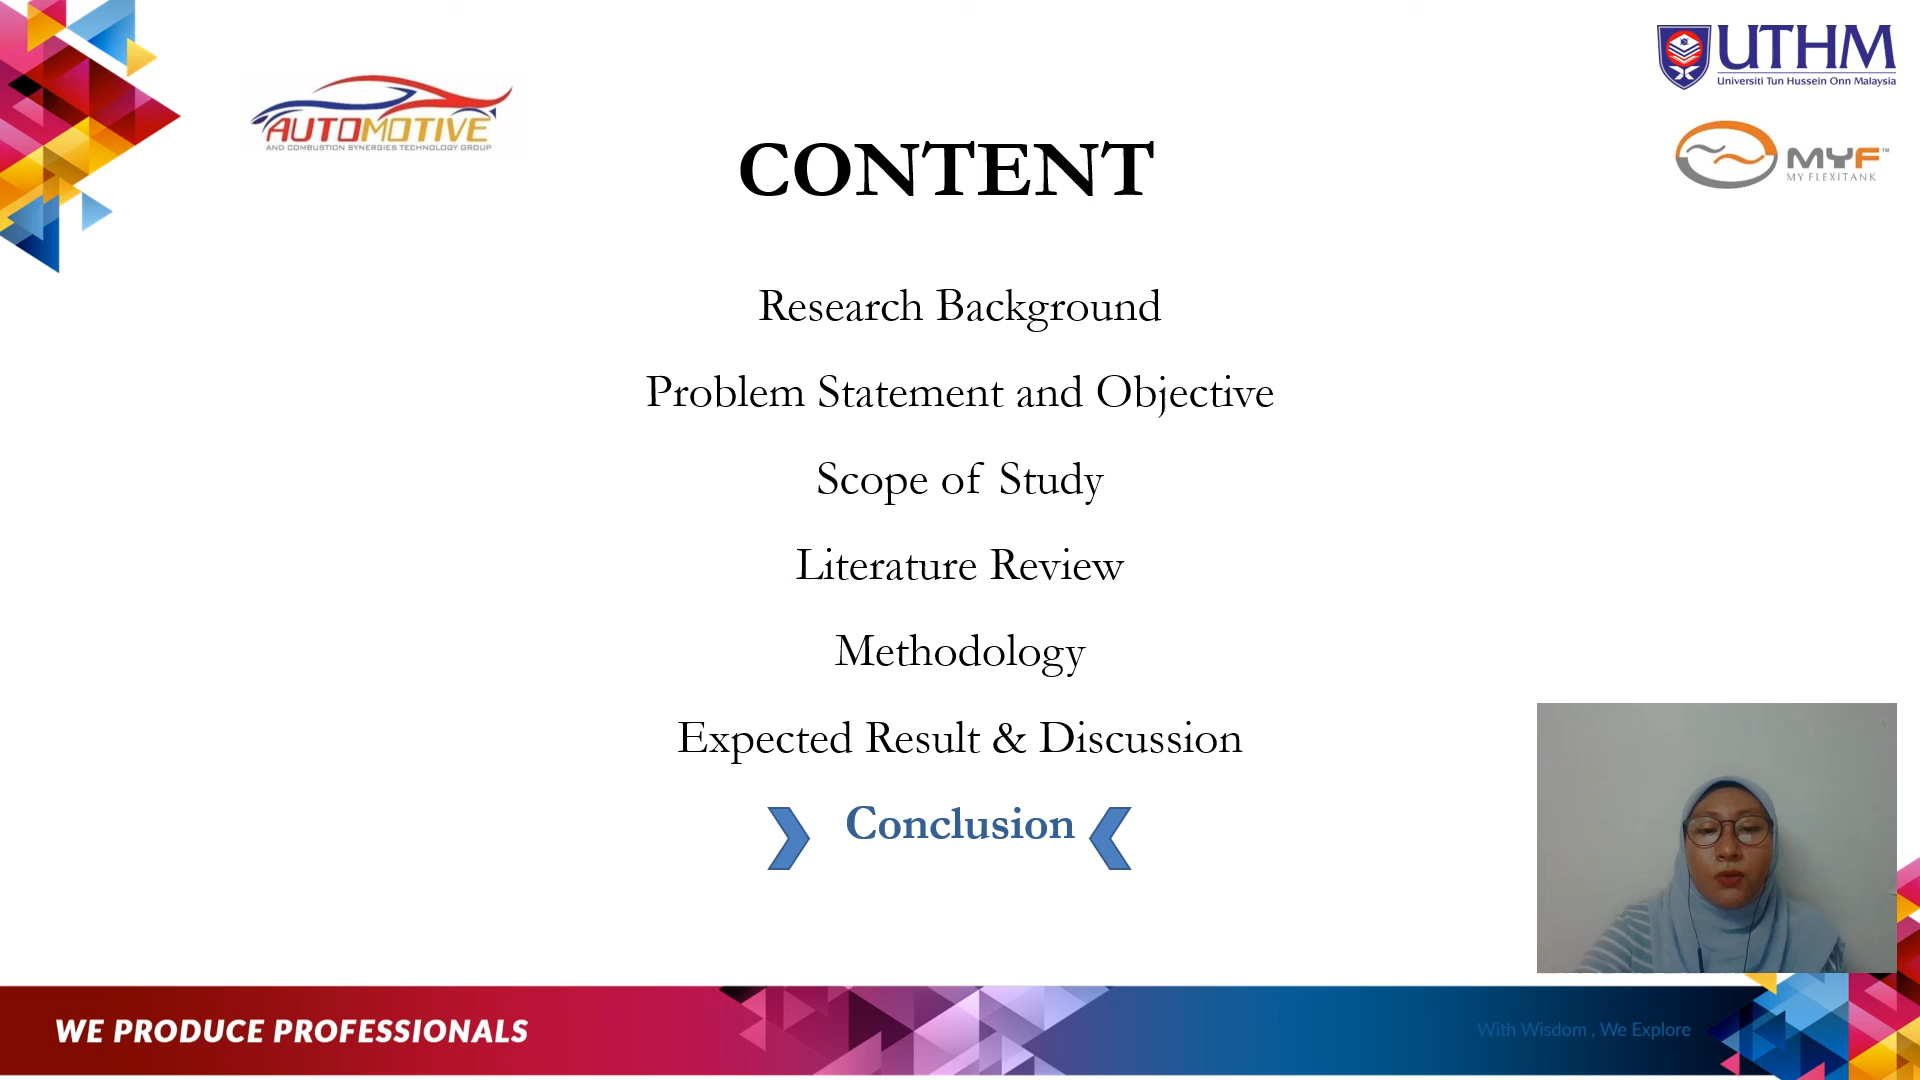 UTHM
Universiti Tun Hussein Onn Malaysia
AUTOMOTIVE
AND COMBUSTION SYNERGIES TECHNOLOGY GROUP
MYF™
MY FLEXITANK
CONTENT
Research Background
Problem Statement and Objective
Scope of Study
Literature Review
Methodology
Expected Result & Discussion
Conclusion
WE PRODUCE PROFESSIONALS
With Wisdom , We Explore